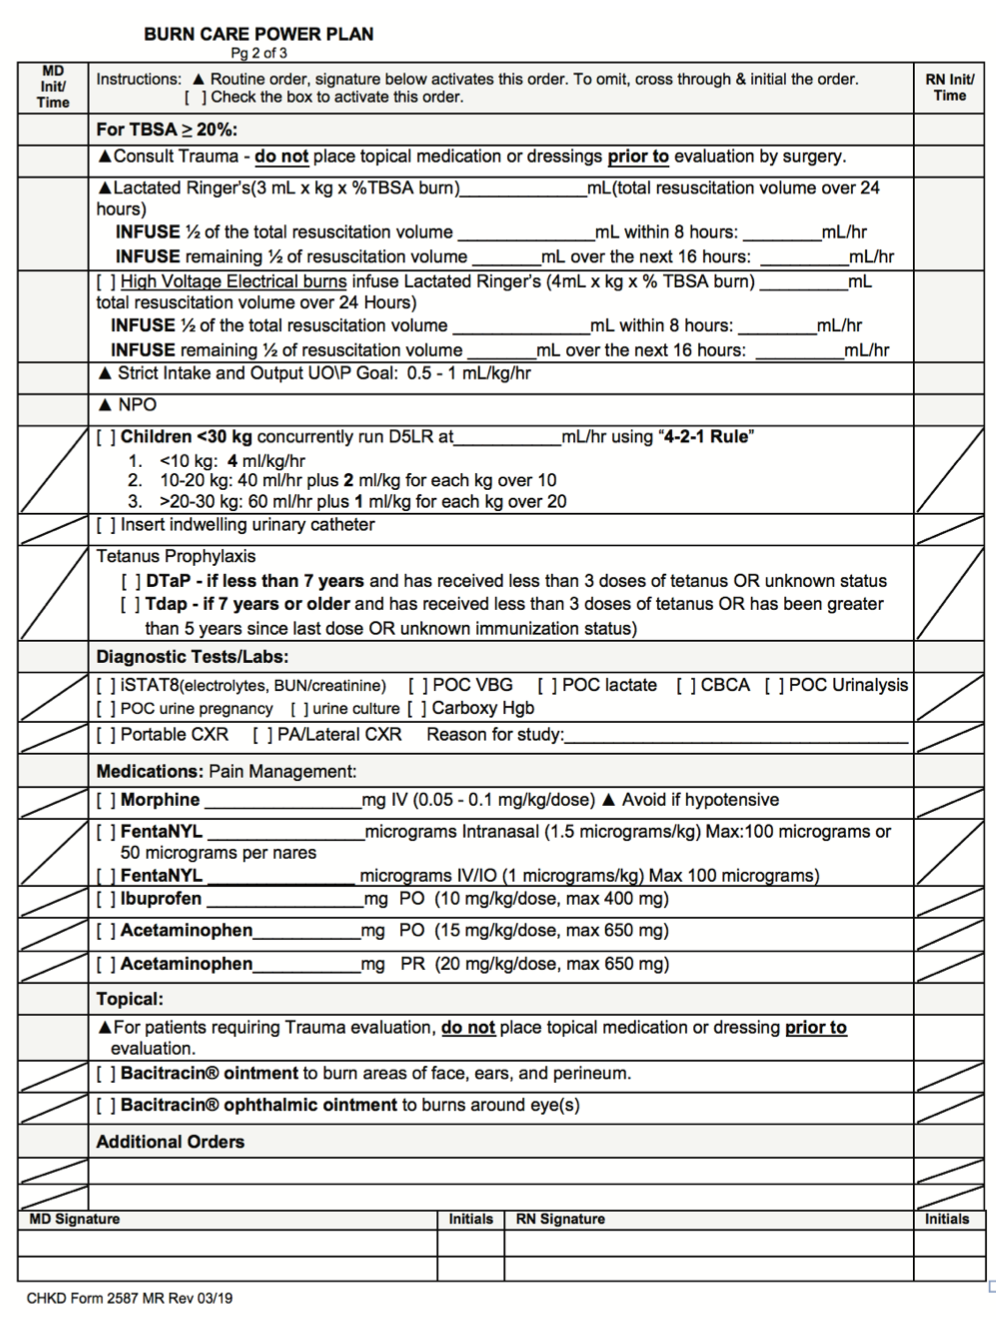 BURN CARE POWER PLAN
Pg 2 of 3
MD
Init/
Time
Instructions: ▲ Routine order, signature below activates this order. To omit, cross through & initial the order.
[ ] Check the box to activate this order.
RN Init/
Time
For TBSA ≥ 20%:
▲Consult Trauma - do not place topical medication or dressings prior to evaluation by surgery.
▲Lactated Ringer's(3 mL x kg x %TBSA burn)_____________mL(total resuscitation volume over 24
hours)
INFUSE ½ of the total resuscitation volume ______________mL within 8 hours: ________mL/hr
INFUSE remaining ½ of resuscitation volume _______mL over the next 16 hours: _________mL/hr
[ ] High Voltage Electrical burns infuse Lactated Ringer's (4mL x kg x % TBSA burn) _________mL
total resuscitation volume over 24 Hours)
INFUSE ½ of the total resuscitation volume ______________mL within 8 hours: ________mL/hr
INFUSE remaining ½ of resuscitation volume _______mL over the next 16 hours: _________mL/hr
▲ Strict Intake and Output UO\P Goal: 0.5 - 1 mL/kg/hr
▲ NPO
[ ] Children <30 kg concurrently run D5LR at___________mL/hr using “4-2-1 Rule”
1. <10 kg: 4 ml/kg/hr
2. 10-20 kg: 40 ml/hr plus 2 ml/kg for each kg over 10
3. >20-30 kg: 60 ml/hr plus 1 ml/kg for each kg over 20
[ ] Insert indwelling urinary catheter
Tetanus Prophylaxis
[ ] DTaP - if less than 7 years and has received less than 3 doses of tetanus OR unknown status
[ ] Tdap - if 7 years or older and has received less than 3 doses of tetanus OR has been greater
than 5 years since last dose OR unknown immunization status)
Diagnostic Tests/Labs:
[ ] iSTAT8(electrolytes, BUN/creatinine) [ ] POC VBG [ ] POC lactate [ ] CBCA [ ] POC Urinalysis
[ ] POC urine pregnancy [ ] urine culture [ ] Carboxy Hgb
[ ] Portable CXR [ ] PA/Lateral CXR Reason for study:___________________________________
Medications: Pain Management:
[ ] Morphine ________________mg IV (0.05 - 0.1 mg/kg/dose) ▲ Avoid if hypotensive
[ ] FentaNYL ________________micrograms Intranasal (1.5 micrograms/kg) Max:100 micrograms or
50 micrograms per nares
[ ] FentaNYL _______________ micrograms IV/IO (1 micrograms/kg) Max 100 micrograms)
[ ] Ibuprofen ________________mg PO (10 mg/kg/dose, max 400 mg)
[ ] Acetaminophen___________mg PO (15 mg/kg/dose, max 650 mg)
[ ] Acetaminophen___________mg PR (20 mg/kg/dose, max 650 mg)
Topical:
▲For patients requiring Trauma evaluation, do not place topical medication or dressing prior to
evaluation.
[ ] Bacitracin® ointment to burn areas of face, ears, and perineum.
[ ] Bacitracin® ophthalmic ointment to burns around eye(s)
Additional Orders
MD Signature Initials RN Signature Initials
CHKD Form 2587 MR Rev 03/19